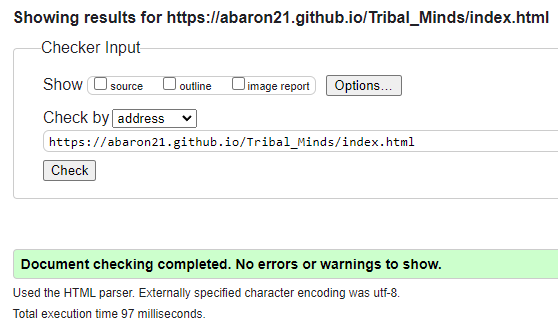 Showing results for https://abaron21.github.io/Tribal_Minds/index.html
Checker Input
Show source outline image report Options...
Check by address
https://abaron21.github.io/Tribal_Minds/index.html
Check
Document checking completed. No errors or warnings to show.
Used the HTML parser. Externally specified character encoding was utf-8.
Total execution time 97 milliseconds.